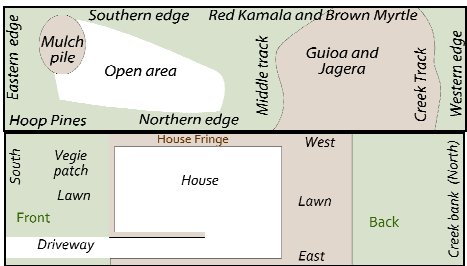 Southern edge
Red Kamala and Brown Myrtle
Eastern edge
Mulch
pile
Open area
Middle track
Guioa and
Jagera
Creek Track
Western edge
Hoop Pines
Northern edge
House Fringe
West
South
Vegie
patch
House
Lawn
Lawn
Front
Back
Creek bank (North)
Driveway
East